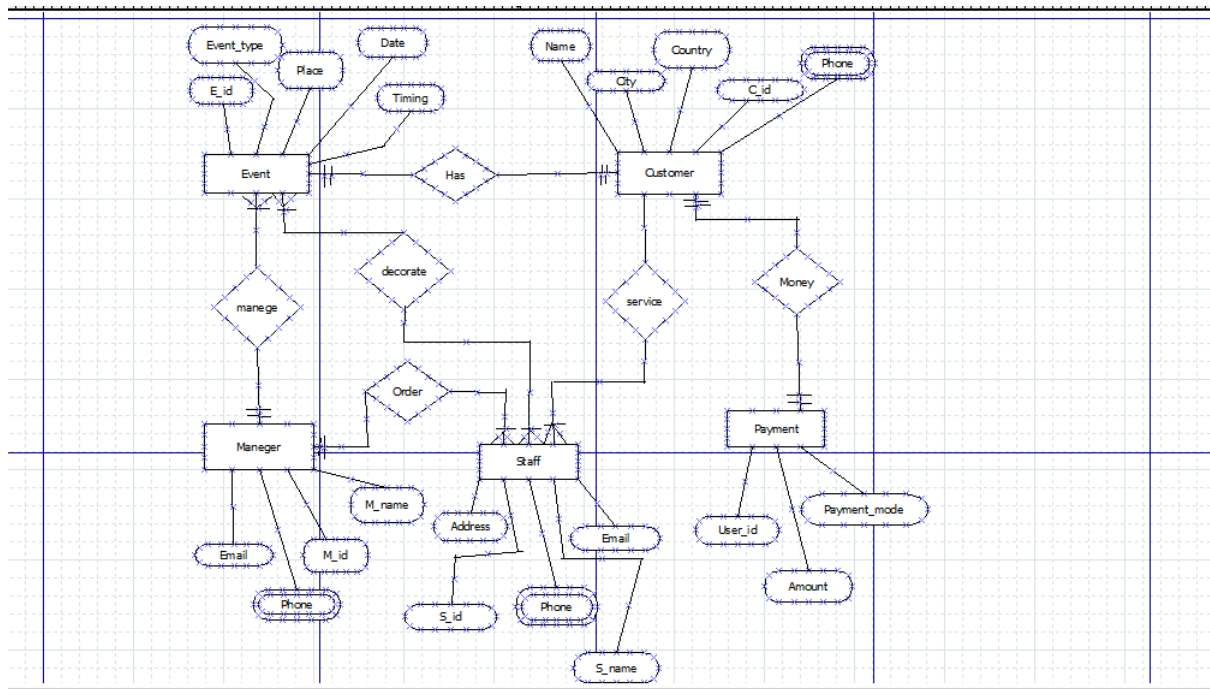 Event_type
Date
Place
E_id
Timing
Name
Country
Phone
City
C_id
Event
Has
Customer
decorate
manege
service
Money
Order
Maneger
Staff
Payment
M_name
Address
Email
User_id
Payment_mode
Email
M_id
Phone
S_id
Phone
Amount
S_name